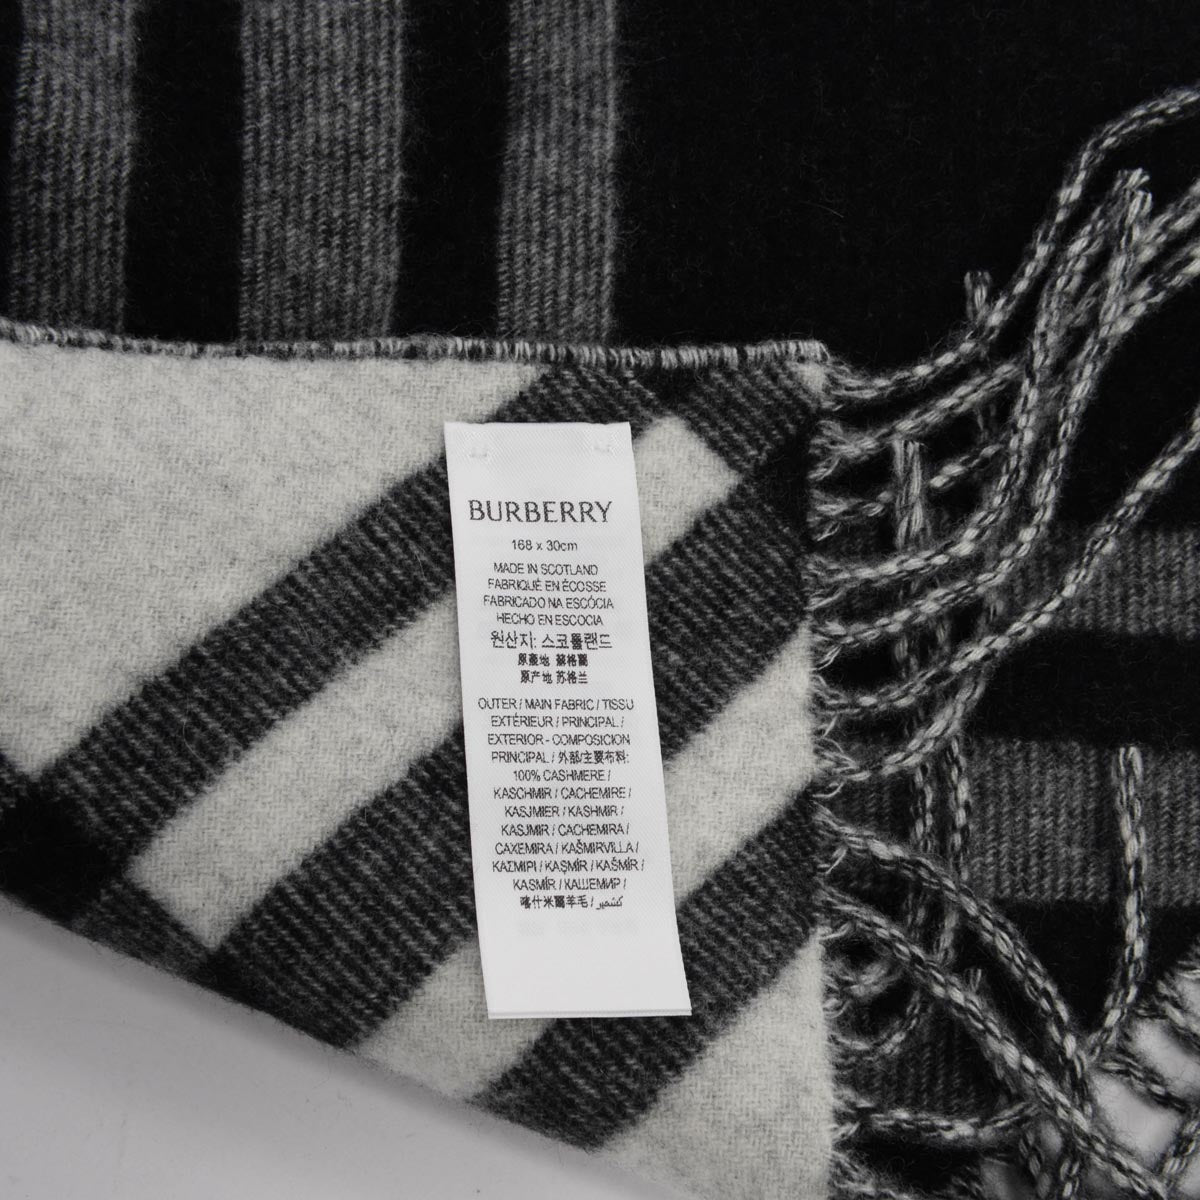 BURBERRY
168 x 30cm
MADE IN SCOTLAND
FABRIQUÉ EN ÉCOSSE
FABRICADO NA ESCÓCIA
HECHO EN ESCOCIA
원산지: 스코틀랜드
原產地 蘇格蘭
原产地 苏格兰
OUTER / MAIN FABRIC / TISSU
EXTÉRIEUR / PRINCIPAL /
EXTERIOR - COMPOSICION
PRINCIPAL / 外部/主要布料:
100% CASHMERE /
KASCHMIR / CACHEMIRE /
KASJMIER / KASHMIR /
KASJMIR / CACHEMIRA /
CAXEMIRA / KAŠMIRVILLA /
ΚΑΣΜΙΡΙ / KAŞMİR / KAŠMÍR /
KASMÍR / КАШЕМИР /
喀什米爾羊毛 / كشمير